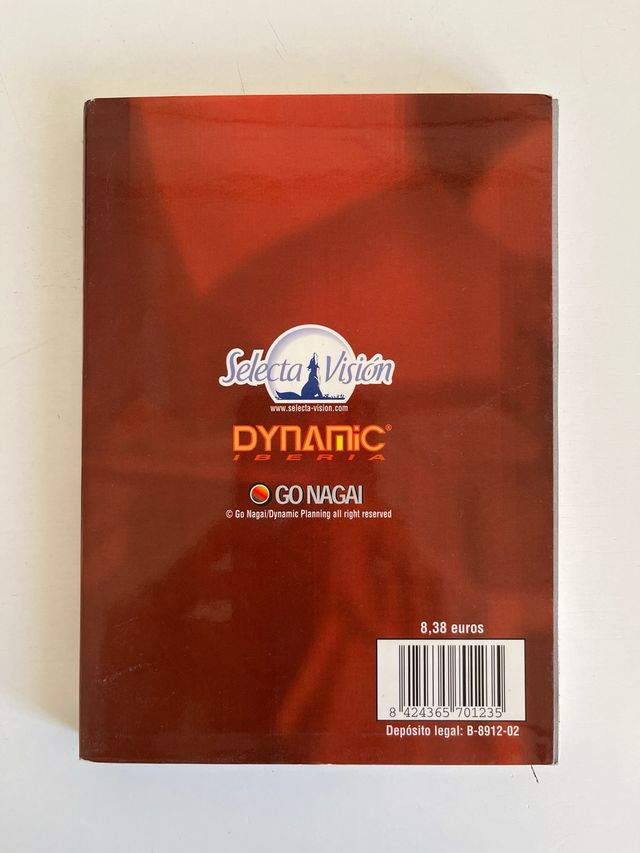 Selecta Visión
www.selecta-vision.com
DYNAMIC®
IBERIA
GO NAGAI
© Go Nagai/Dynamic Planning all right reserved
8,38 euros
8 424365 701235
Depósito legal: B-8912-02